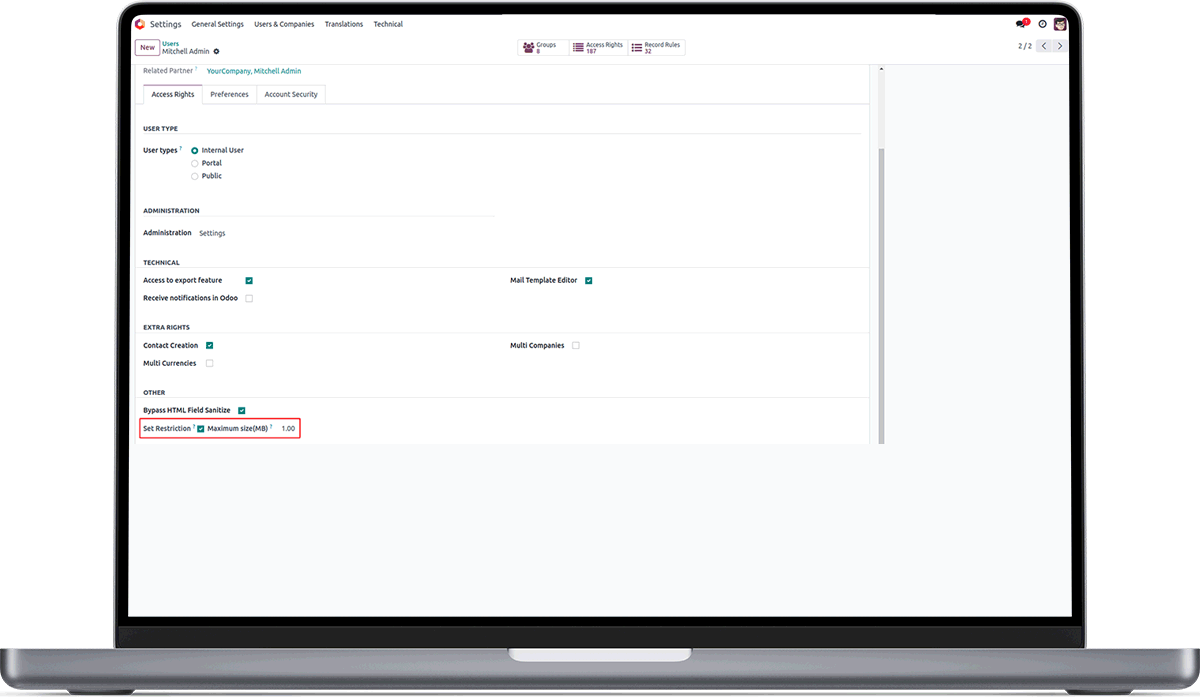 Settings General Settings Users & Companies Translations Technical 1
New Users Groups 8 Access Rights 187 Record Rules 32 2 / 2
Mitchell Admin
Related Partner ? YourCompany, Mitchell Admin
Access Rights Preferences Account Security
USER TYPE
User types ? Internal User
Portal
Public
ADMINISTRATION
Administration Settings
TECHNICAL
Access to export feature Mail Template Editor
Receive notifications in Odoo
EXTRA RIGHTS
Contact Creation Multi Companies
Multi Currencies
OTHER
Bypass HTML Field Sanitize
Set Restriction ? Maximum size(MB) ? 1.00